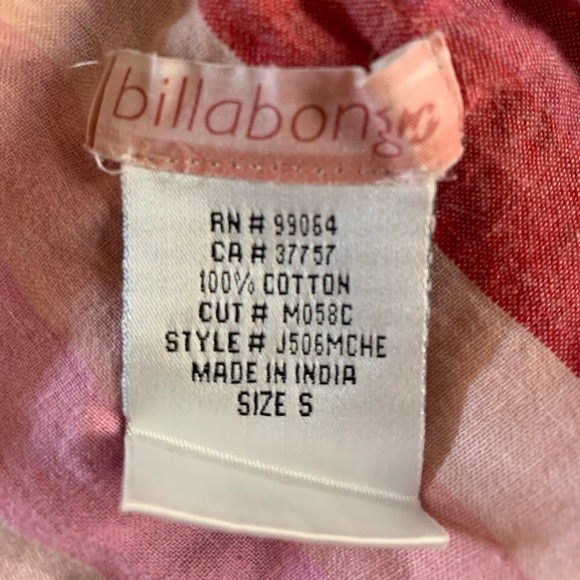 billabong
RN # 99064
CA # 37757
100% COTTON
CUT # M058C
STYLE # J506MCHE
MADE IN INDIA
SIZE S